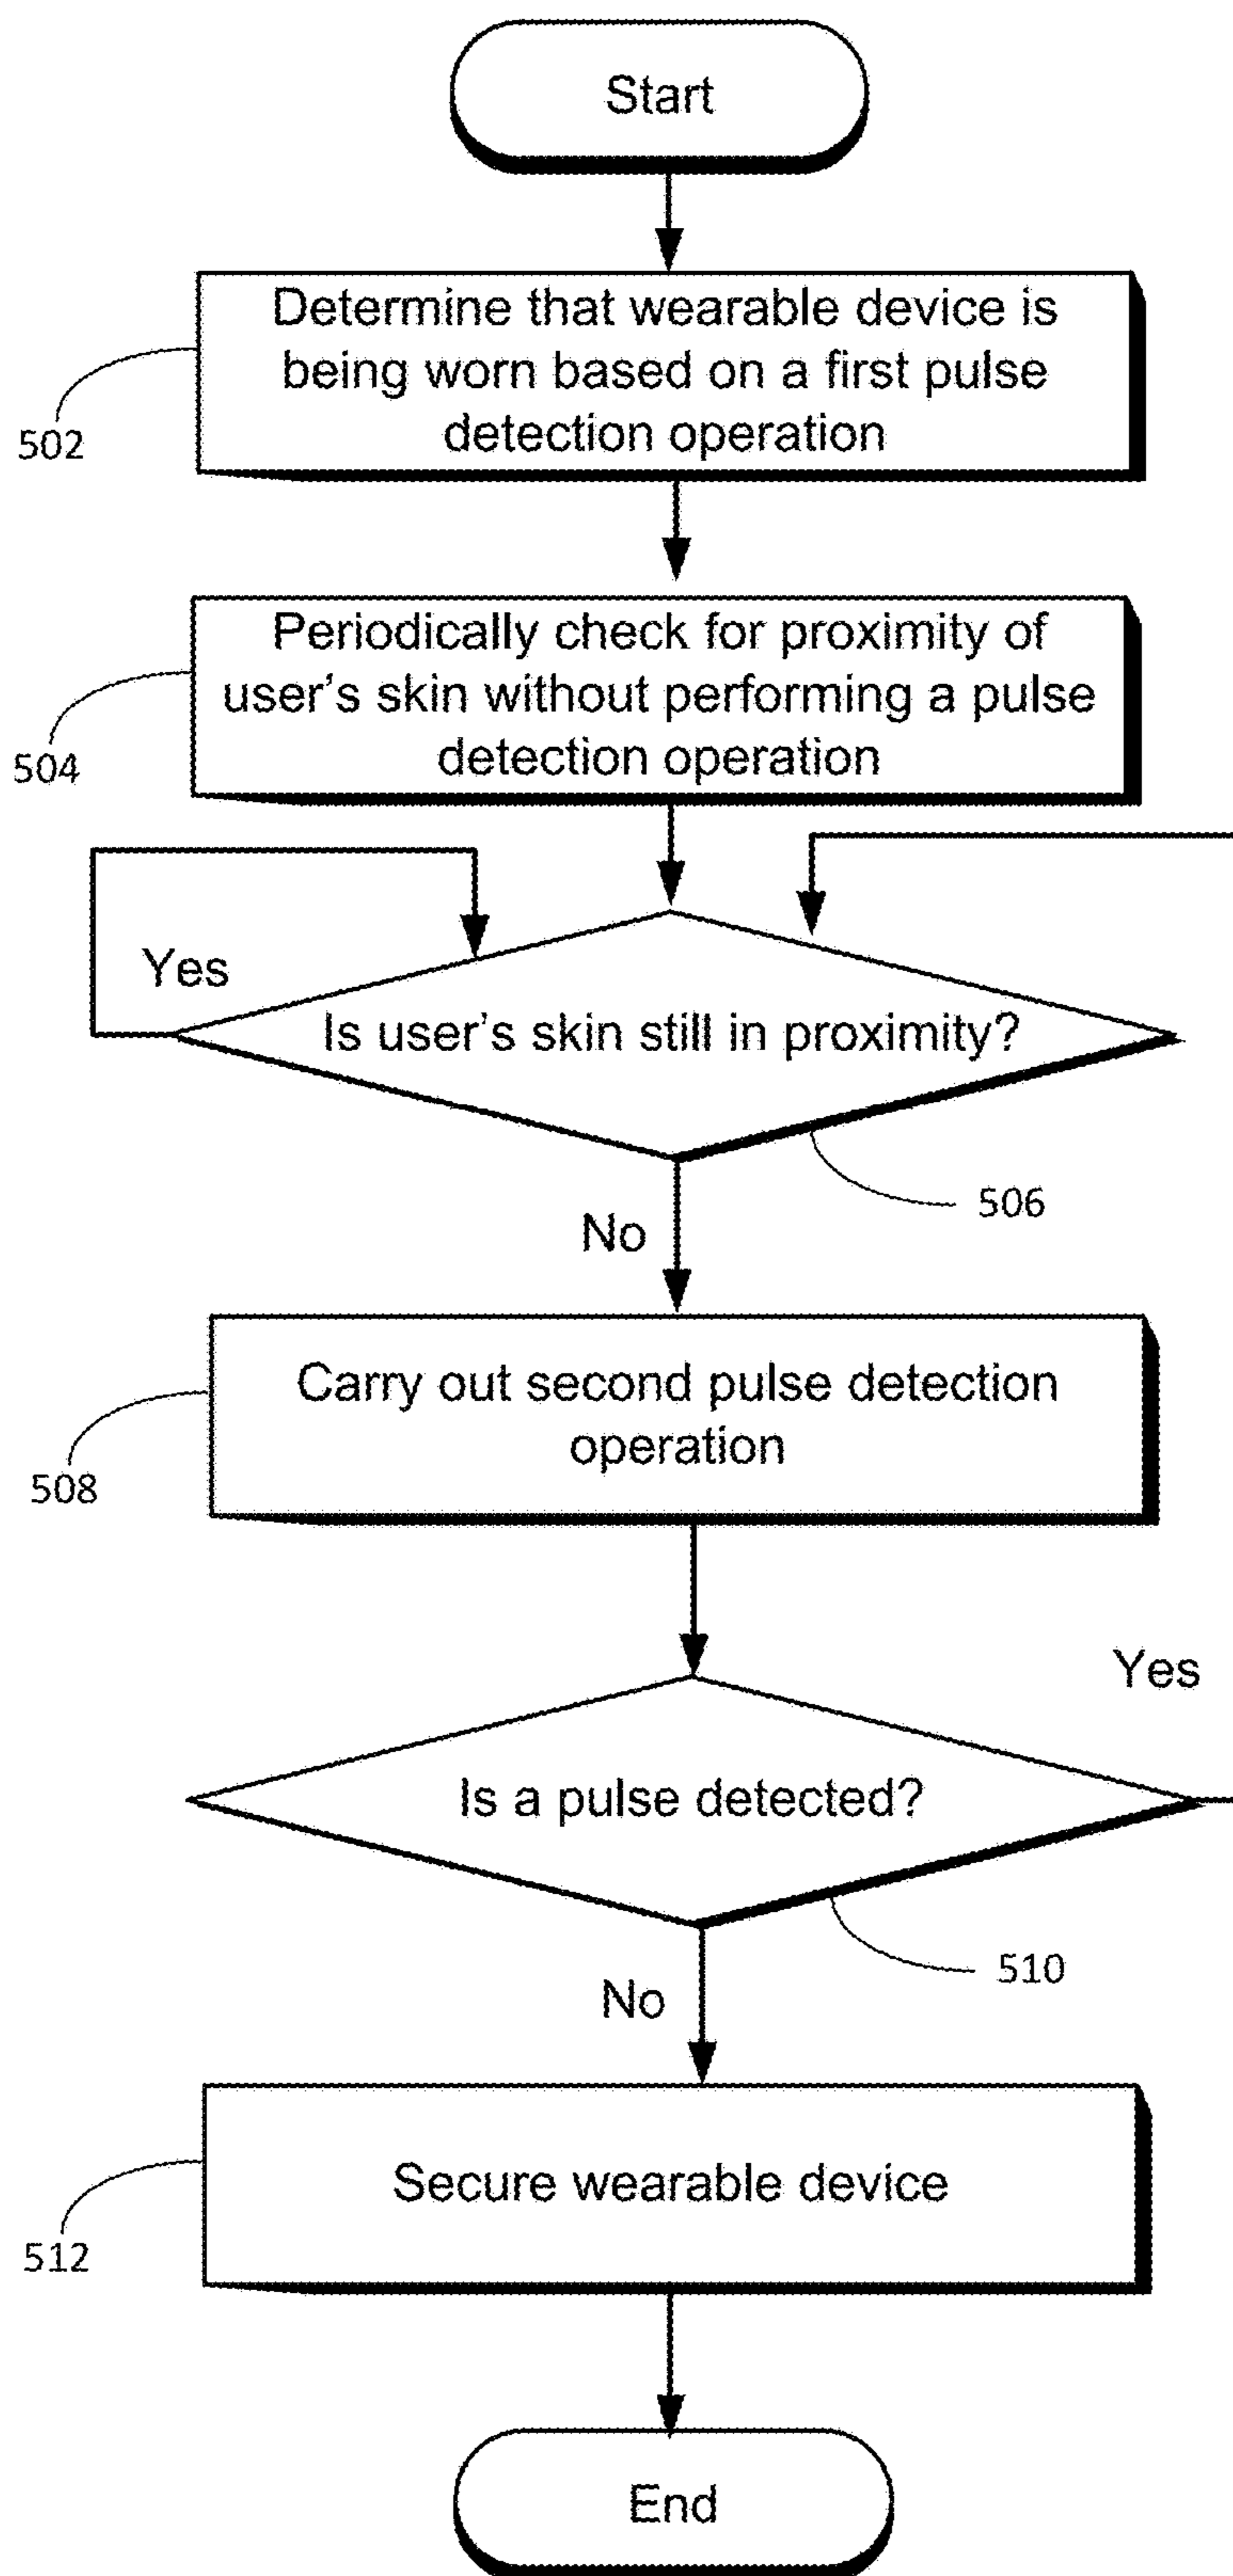 Start
Determine that wearable device is
being worn based on a first pulse
detection operation
502
Periodically check for proximity of
user's skin without performing a pulse
detection operation
504
Yes
Is user's skin still in proximity?
506
No
Carry out second pulse detection
operation
508
Yes
Is a pulse detected?
510
No
Secure wearable device
512
End